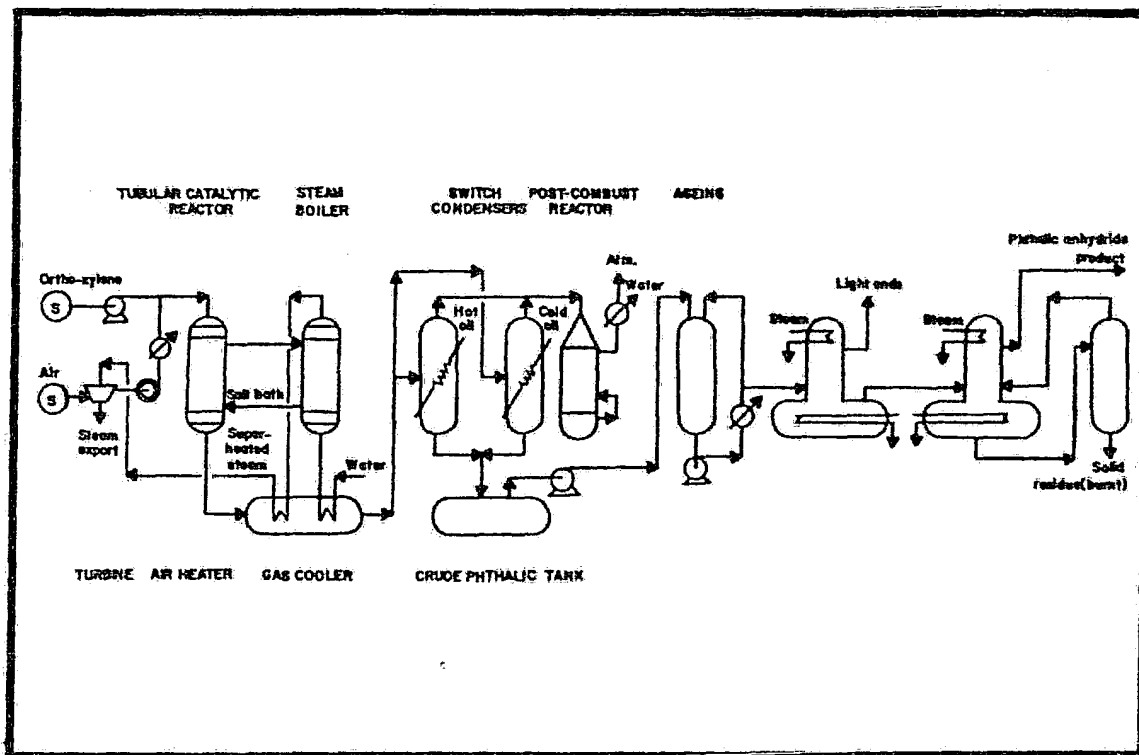 TUBULAR CATALYTIC
REACTOR
STEAM
BOILER
SWITCH
CONDENSERS
POST-COMBUST
REACTOR
AGEING
Ortho-xylene
S
Air
S
Steam
export
Salt bath
Super-
heated
steam
Water
Hot
oil
Cold
oil
Atm.
Water
Steam
Light ends
Steam
Phthalic anhydride
product
Solid
residue(burnt)
TURBINE
AIR HEATER
GAS COOLER
CRUDE PHTHALIC TANK